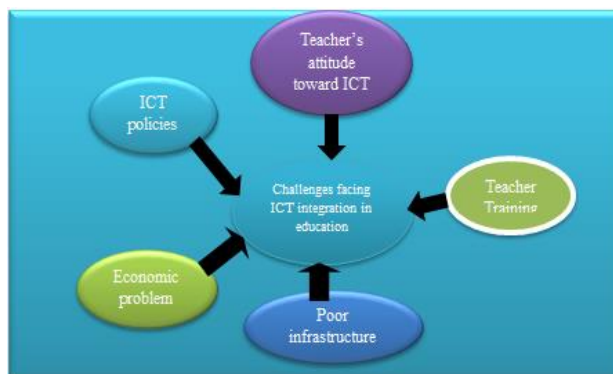 Teacher's
attitude
toward ICT
ICT
policies
Challenges facing
ICT integration in
education
Teacher
Training
Economic
problem
Poor
infrastructure